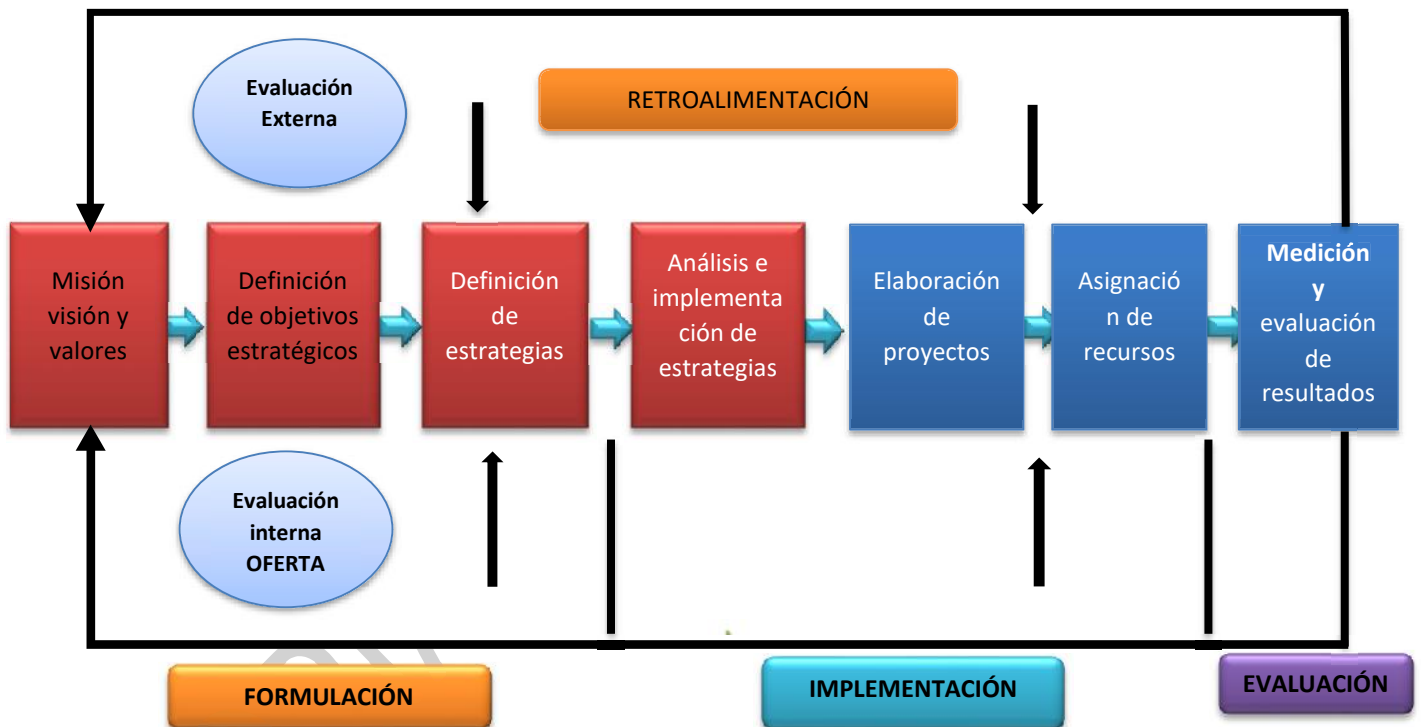 Evaluación
Externa
RETROALIMENTACIÓN
Misión
visión y
valores
Definición
de objetivos
estratégicos
Definición
de
estrategias
Análisis e
implementa
ción de
estrategias
Elaboración
de
proyectos
Asignació
n de
recursos
Medición
y
evaluación
de
resultados
Evaluación
interna
OFERTA
FORMULACIÓN
IMPLEMENTACIÓN
EVALUACIÓN